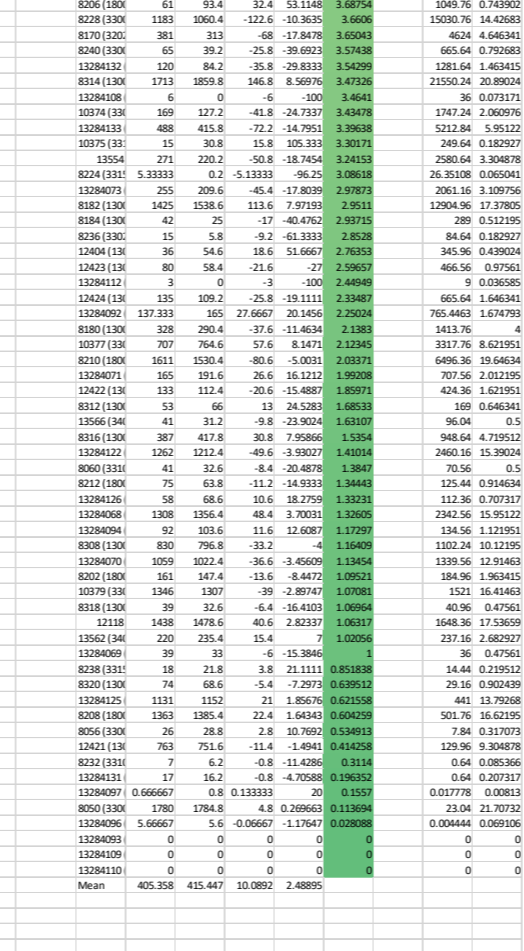 8206 (1800 61 93.4 32.4 53.1148 3.68754 1049.76 0.743902
8228 (3300 1183 1060.4 -122.6 -10.3635 3.6606 15030.76 14.42683
8170 (3202 381 313 -68 -17.8478 3.65043 4624 4.646341
8240 (3300 65 39.2 -25.8 -39.6923 3.57438 665.64 0.792683
13284132 120 84.2 -35.8 -29.8333 3.54299 1281.64 1.463415
8314 (1300 1713 1859.8 146.8 8.56976 3.47326 21550.24 20.89024
13284108 6 0 -6 -100 3.4641 36 0.073171
10374 (330 169 127.2 -41.8 -24.7337 3.43478 1747.24 2.060976
13284133 488 415.8 -72.2 -14.7951 3.39638 5212.84 5.95122
10375 (331 15 30.8 15.8 105.333 3.30171 249.64 0.182927
13554 271 220.2 -50.8 -18.7454 3.24153 2580.64 3.304878
8224 (3315 5.33333 0.2 -5.13333 -96.25 3.08618 26.35108 0.065041
13284073 255 209.6 -45.4 -17.8039 2.97873 2061.16 3.109756
8182 (1300 1425 1538.6 113.6 7.97193 2.9511 12904.96 17.37805
8184 (1300 42 25 -17 -40.4762 2.93715 289 0.512195
8236 (3302 15 5.8 -9.2 -61.3333 2.8528 84.64 0.182927
12404 (130 36 54.6 18.6 51.6667 2.76353 345.96 0.439024
12423 (130 80 58.4 -21.6 -27 2.59657 466.56 0.97561
13284112 3 0 -3 -100 2.44949 9 0.036585
12424 (130 135 109.2 -25.8 -19.1111 2.33487 665.64 1.646341
13284092 137.333 165 27.6667 20.1456 2.25024 765.4463 1.674793
8180 (1300 328 290.4 -37.6 -11.4634 2.1383 1413.76 4
10377 (330 707 764.6 57.6 8.1471 2.12345 3317.76 8.621951
8210 (1800 1611 1530.4 -80.6 -5.0031 2.03371 6496.36 19.64634
13284071 165 191.6 26.6 16.1212 1.99208 707.56 2.012195
12422 (130 133 112.4 -20.6 -15.4887 1.85971 424.36 1.621951
8312 (1300 53 66 13 24.5283 1.68533 169 0.646341
13566 (340 41 31.2 -9.8 -23.9024 1.63107 96.04 0.5
8316 (1300 387 417.8 30.8 7.95866 1.5354 948.64 4.719512
13284122 1262 1212.4 -49.6 -3.93027 1.41014 2460.16 15.39024
8060 (3310 41 32.6 -8.4 -20.4878 1.3847 70.56 0.5
8212 (1800 75 63.8 -11.2 -14.9333 1.34443 125.44 0.914634
13284126 58 68.6 10.6 18.2759 1.33231 112.36 0.707317
13284068 1308 1356.4 48.4 3.70031 1.32605 2342.56 15.95122
13284094 92 103.6 11.6 12.6087 1.17297 134.56 1.121951
8308 (1300 830 796.8 -33.2 -4 1.16409 1102.24 10.12195
13284070 1059 1022.4 -36.6 -3.45609 1.13454 1339.56 12.91463
8202 (1800 161 147.4 -13.6 -8.4472 1.09521 184.96 1.963415
10379 (330 1346 1307 -39 -2.89747 1.07081 1521 16.41463
8318 (1300 39 32.6 -6.4 -16.4103 1.06964 40.96 0.47561
12118 1438 1478.6 40.6 2.82337 1.06317 1648.36 17.53659
13562 (340 220 235.4 15.4 7 1.02056 237.16 2.682927
13284069 39 33 -6 -15.3846 1 36 0.47561
8238 (3315 18 21.8 3.8 21.1111 0.851838 14.44 0.219512
8320 (1300 74 68.6 -5.4 -7.2973 0.639512 29.16 0.902439
13284125 1131 1152 21 1.85676 0.621558 441 13.79268
8208 (1800 1363 1385.4 22.4 1.64343 0.604259 501.76 16.62195
8056 (3300 26 28.8 2.8 10.7692 0.534913 7.84 0.317073
12421 (130 763 751.6 -11.4 -1.4941 0.414258 129.96 9.304878
8232 (3310 7 6.2 -0.8 -11.4286 0.3114 0.64 0.085366
13284131 17 16.2 -0.8 -4.70588 0.196352 0.64 0.207317
13284097 0.666667 0.8 0.133333 20 0.1557 0.017778 0.00813
8050 (3300 1780 1784.8 4.8 0.269663 0.113694 23.04 21.70732
13284096 5.66667 5.6 -0.06667 -1.17647 0.028088 0.004444 0.069106
13284093 0 0 0 0 0 0 0
13284109 0 0 0 0 0 0 0
13284110 0 0 0 0 0 0 0
Mean 405.358 415.447 10.0892 2.48895